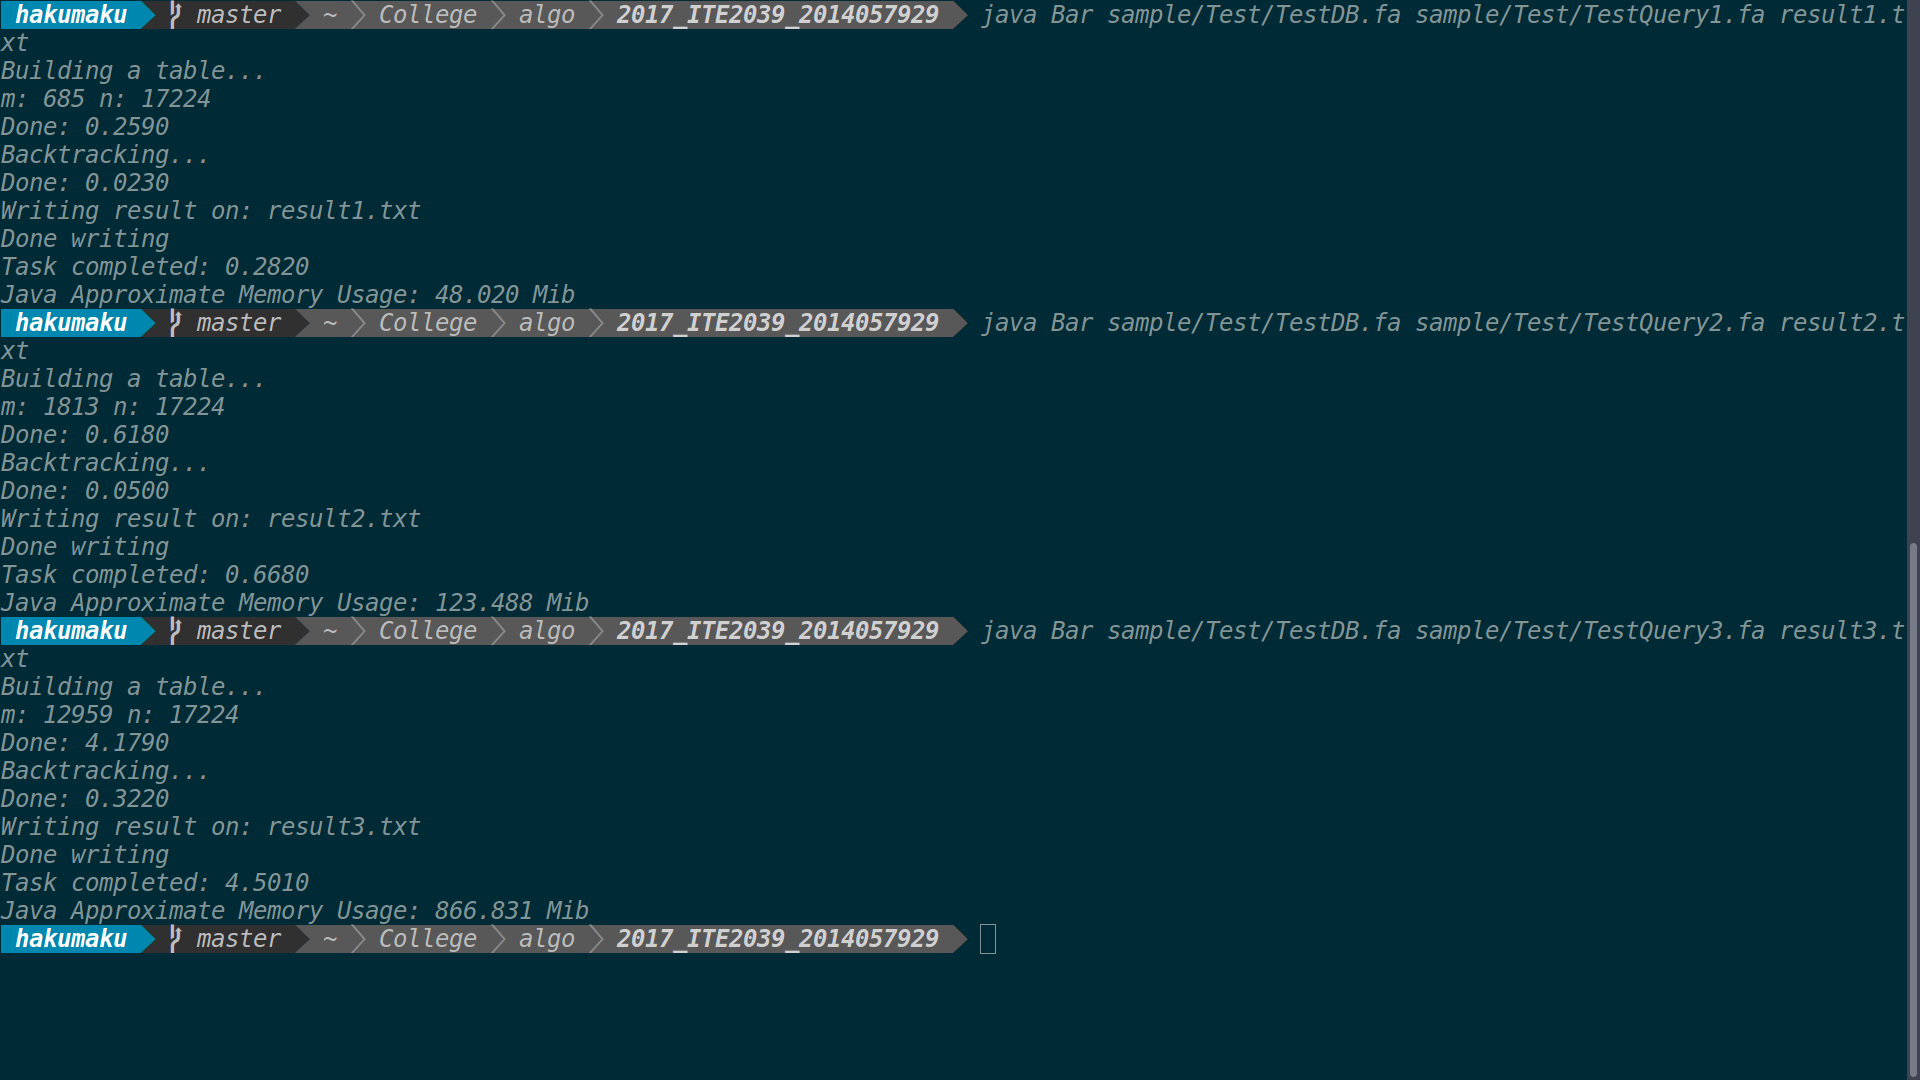 hakumaku master ~ College algo 2017_ITE2039_2014057929 java Bar sample/Test/TestDB.fa sample/Test/TestQuery1.fa result1.t
xt
Building a table...
m: 685 n: 17224
Done: 0.2590
Backtracking...
Done: 0.0230
Writing result on: result1.txt
Done writing
Task completed: 0.2820
Java Approximate Memory Usage: 48.020 Mib
hakumaku master ~ College algo 2017_ITE2039_2014057929 java Bar sample/Test/TestDB.fa sample/Test/TestQuery2.fa result2.t
xt
Building a table...
m: 1813 n: 17224
Done: 0.6180
Backtracking...
Done: 0.0500
Writing result on: result2.txt
Done writing
Task completed: 0.6680
Java Approximate Memory Usage: 123.488 Mib
hakumaku master ~ College algo 2017_ITE2039_2014057929 java Bar sample/Test/TestDB.fa sample/Test/TestQuery3.fa result3.t
xt
Building a table...
m: 12959 n: 17224
Done: 4.1790
Backtracking...
Done: 0.3220
Writing result on: result3.txt
Done writing
Task completed: 4.5010
Java Approximate Memory Usage: 866.831 Mib
hakumaku master ~ College algo 2017_ITE2039_2014057929